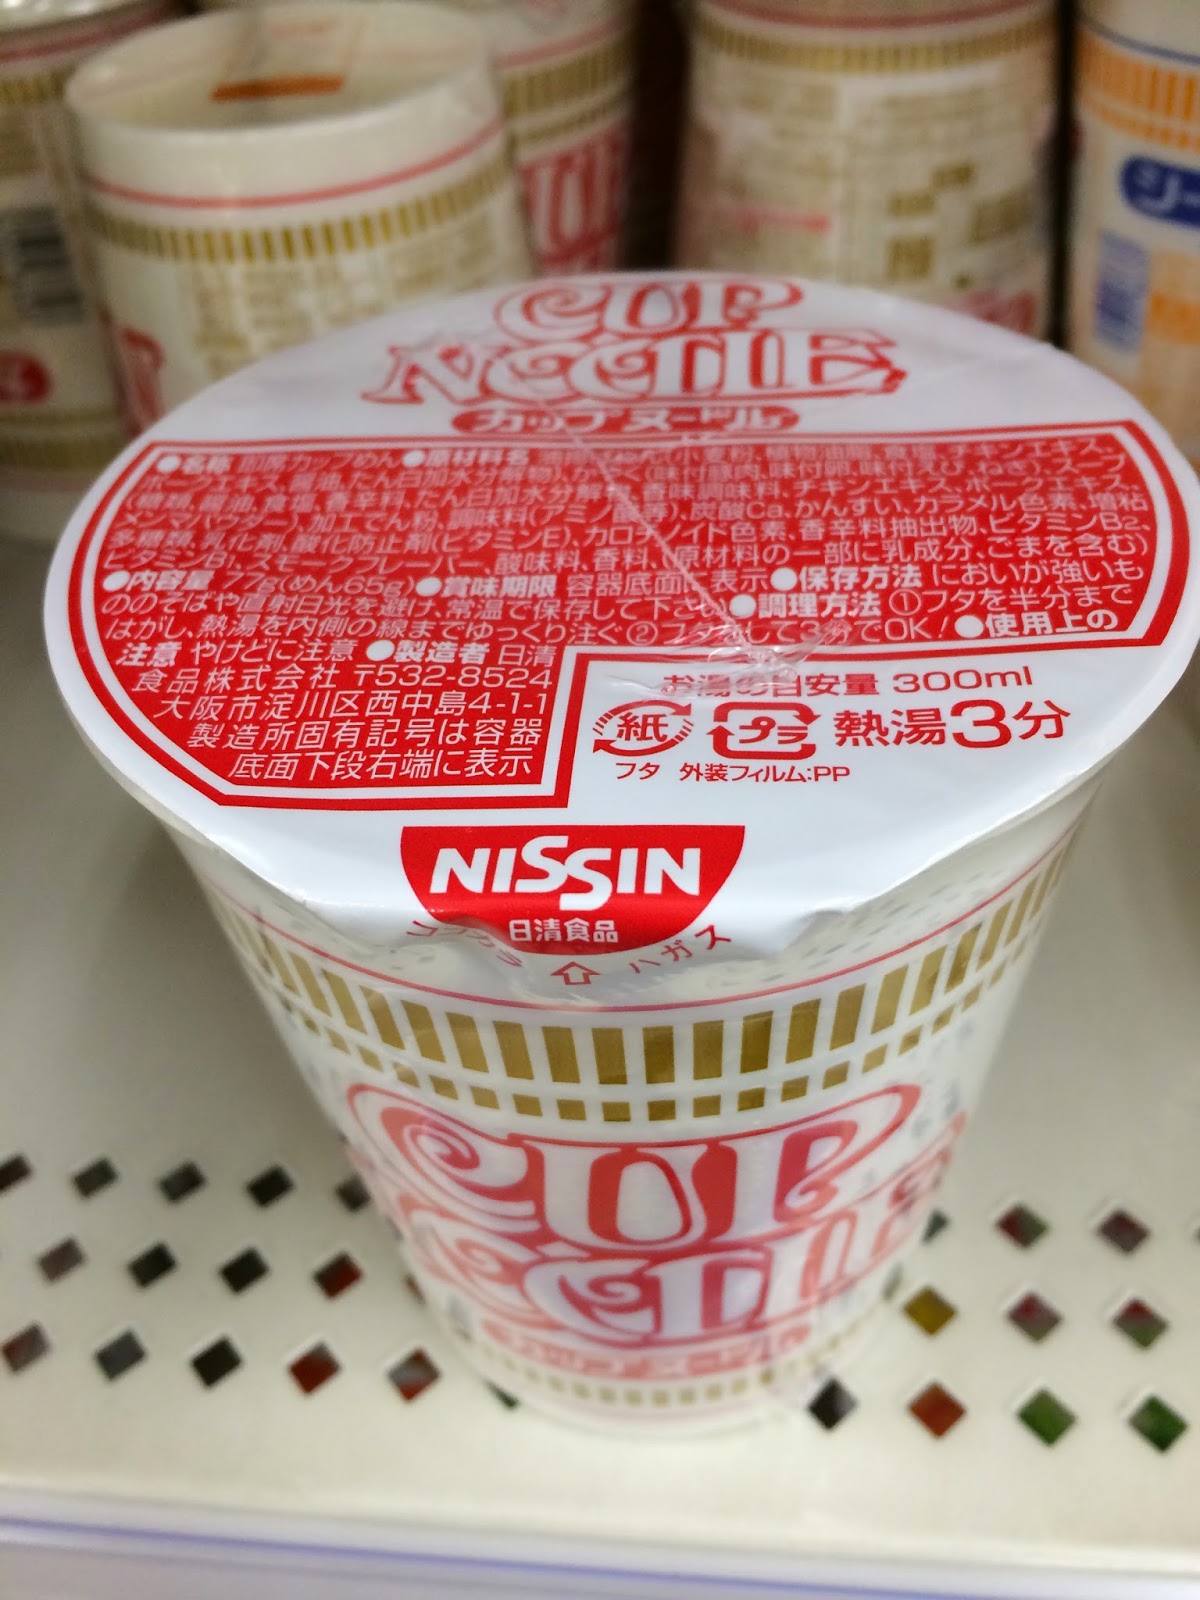 CUP
NOODLE
カップヌードル
●名称 即席カップめん●原材料名 小麦粉、植物油脂、食塩、チキンエキス、
ポークエキス、醤油、たん白加水分解物)、かやく(味付豚肉、味付卵、味付えび、ねぎ)、スープ
(糖類、醤油、食塩、香辛料、たん白加水分解物、香味調味料、チキンエキス、ポークエキス、
メンマパウダー)、加工でん粉、調味料(アミノ酸等)、炭酸Ca、かんすい、カラメル色素、増粘
多糖類、乳化剤、酸化防止剤(ビタミンE)、カロチノイド色素、香辛料抽出物、ビタミンB2、
ビタミンB1、スモークフレーバー、酸味料、香料、(原材料の一部に乳成分、ごまを含む)
●内容量 77g(めん65g)●賞味期限 容器底面に表示●保存方法 においが強いも
ののそばや直射日光を避け、常温で保存して下さい●調理方法 ①フタを半分まで
はがし、熱湯を内側の線までゆっくり注ぐ②フタをして3分でOK!●使用上の
注意 やけどに注意 ●製造者 日清
食品株式会社 〒532-8524
大阪市淀川区西中島4-1-1
製造所固有記号は容器
底面下段右端に表示
お湯の目安量 300ml
紙 プラ 熱湯3分
フタ 外装フィルム:PP
NISSIN
日清食品
ココカラ ハガス
CUP
NOODLE
シー